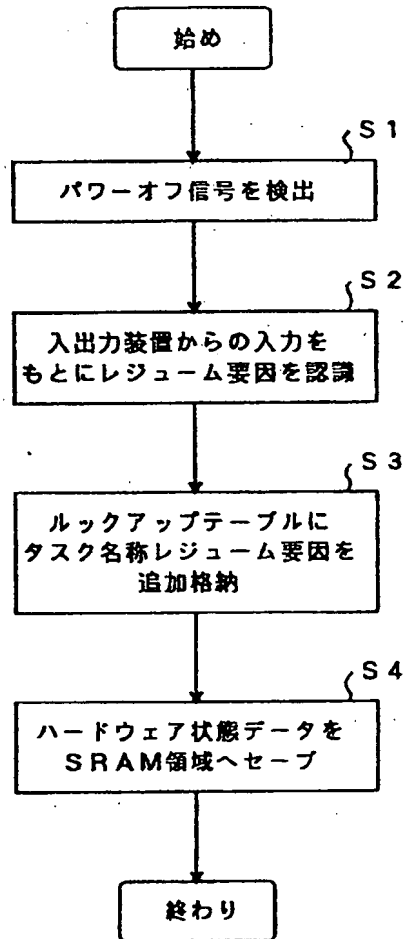 始め
S1
パワーオフ信号を検出
S2
入出力装置からの入力を
もとにレジューム要因を認識
S3
ルックアップテーブルに
タスク名称レジューム要因を
追加格納
S4
ハードウェア状態データを
SRAM領域へセーブ
終わり